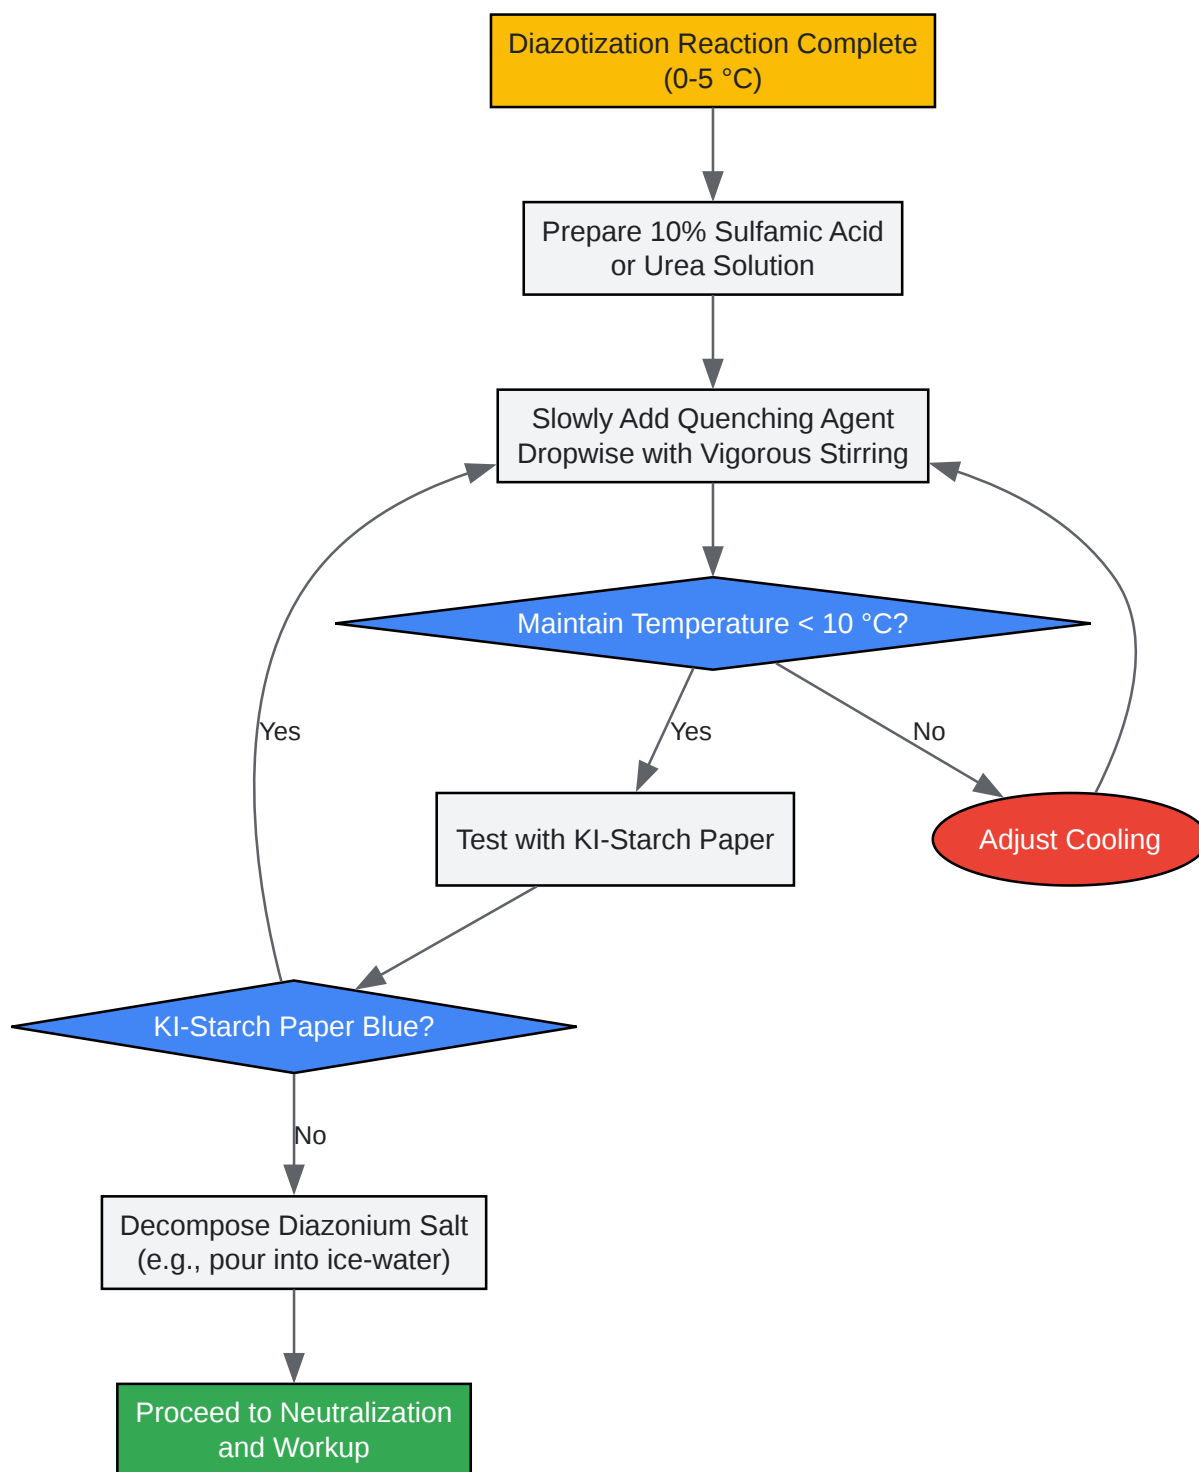 Diazotization Reaction Complete
(0-5 °C)
Prepare 10% Sulfamic Acid
or Urea Solution
Slowly Add Quenching Agent
Dropwise with Vigorous Stirring
Maintain Temperature < 10 °C?
Yes
Yes
No
Test with KI-Starch Paper
Adjust Cooling
KI-Starch Paper Blue?
No
Decompose Diazonium Salt
(e.g., pour into ice-water)
Proceed to Neutralization
and Workup